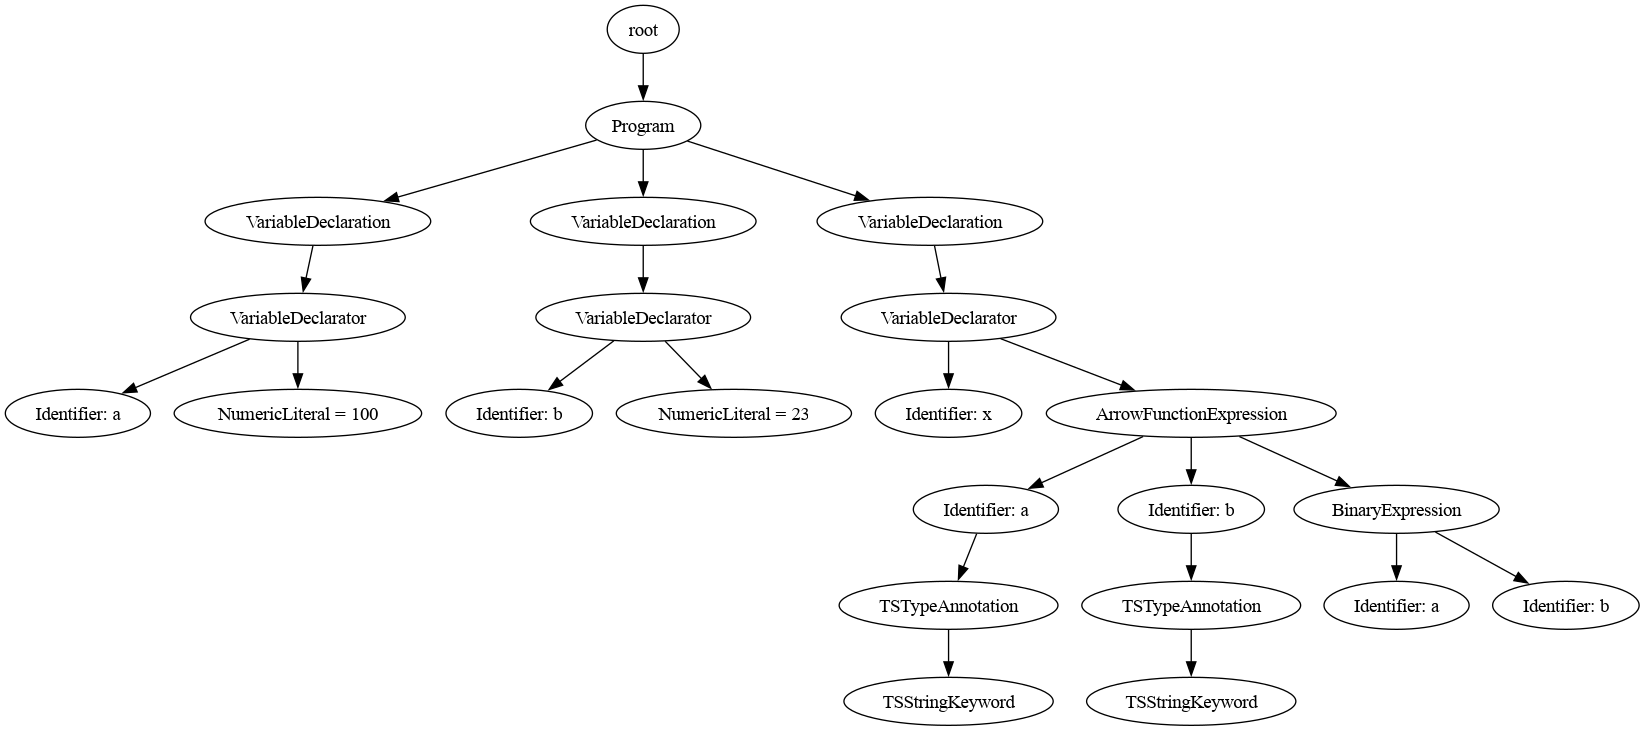 root
Program
VariableDeclaration
VariableDeclaration
VariableDeclaration
VariableDeclarator
VariableDeclarator
VariableDeclarator
Identifier: a
NumericLiteral = 100
Identifier: b
NumericLiteral = 23
Identifier: x
ArrowFunctionExpression
Identifier: a
Identifier: b
BinaryExpression
TSTypeAnnotation
TSTypeAnnotation
Identifier: a
Identifier: b
TSStringKeyword
TSStringKeyword